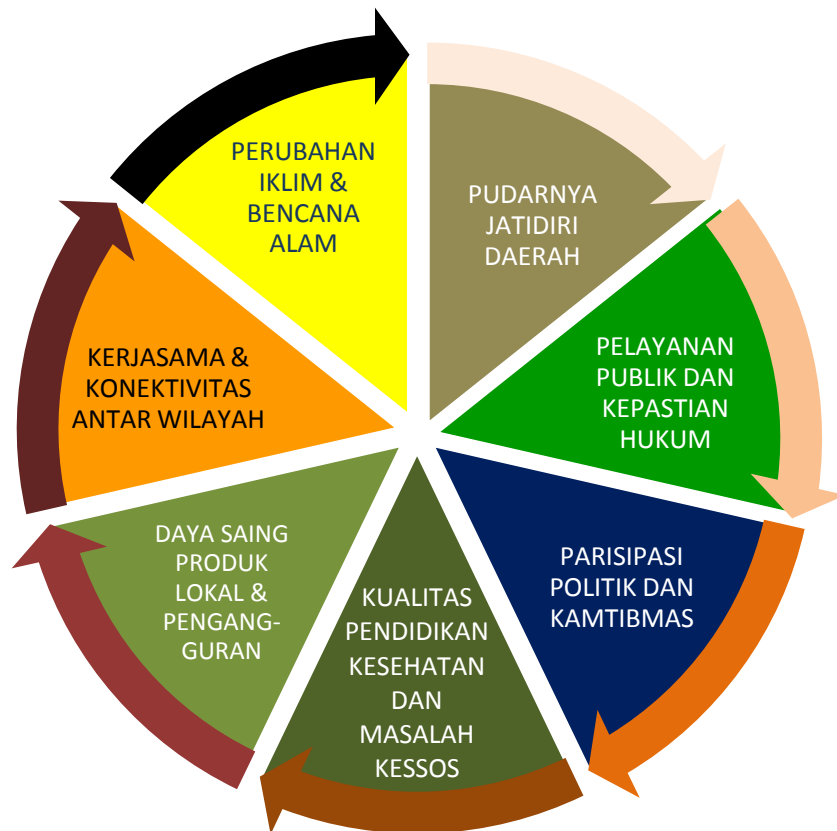 PUDARNYA
JATIDIRI
DAERAH
PELAYANAN
PUBLIK DAN
KEPASTIAN
HUKUM
PARISIPASI
POLITIK DAN
KAMTIBMAS
KUALITAS
PENDIDIKAN
KESEHATAN
DAN
MASALAH
KESSOS
DAYA SAING
PRODUK
LOKAL &
PENGANG-
GURAN
KERJASAMA &
KONEKTIVITAS
ANTAR WILAYAH
PERUBAHAN
IKLIM &
BENCANA
ALAM